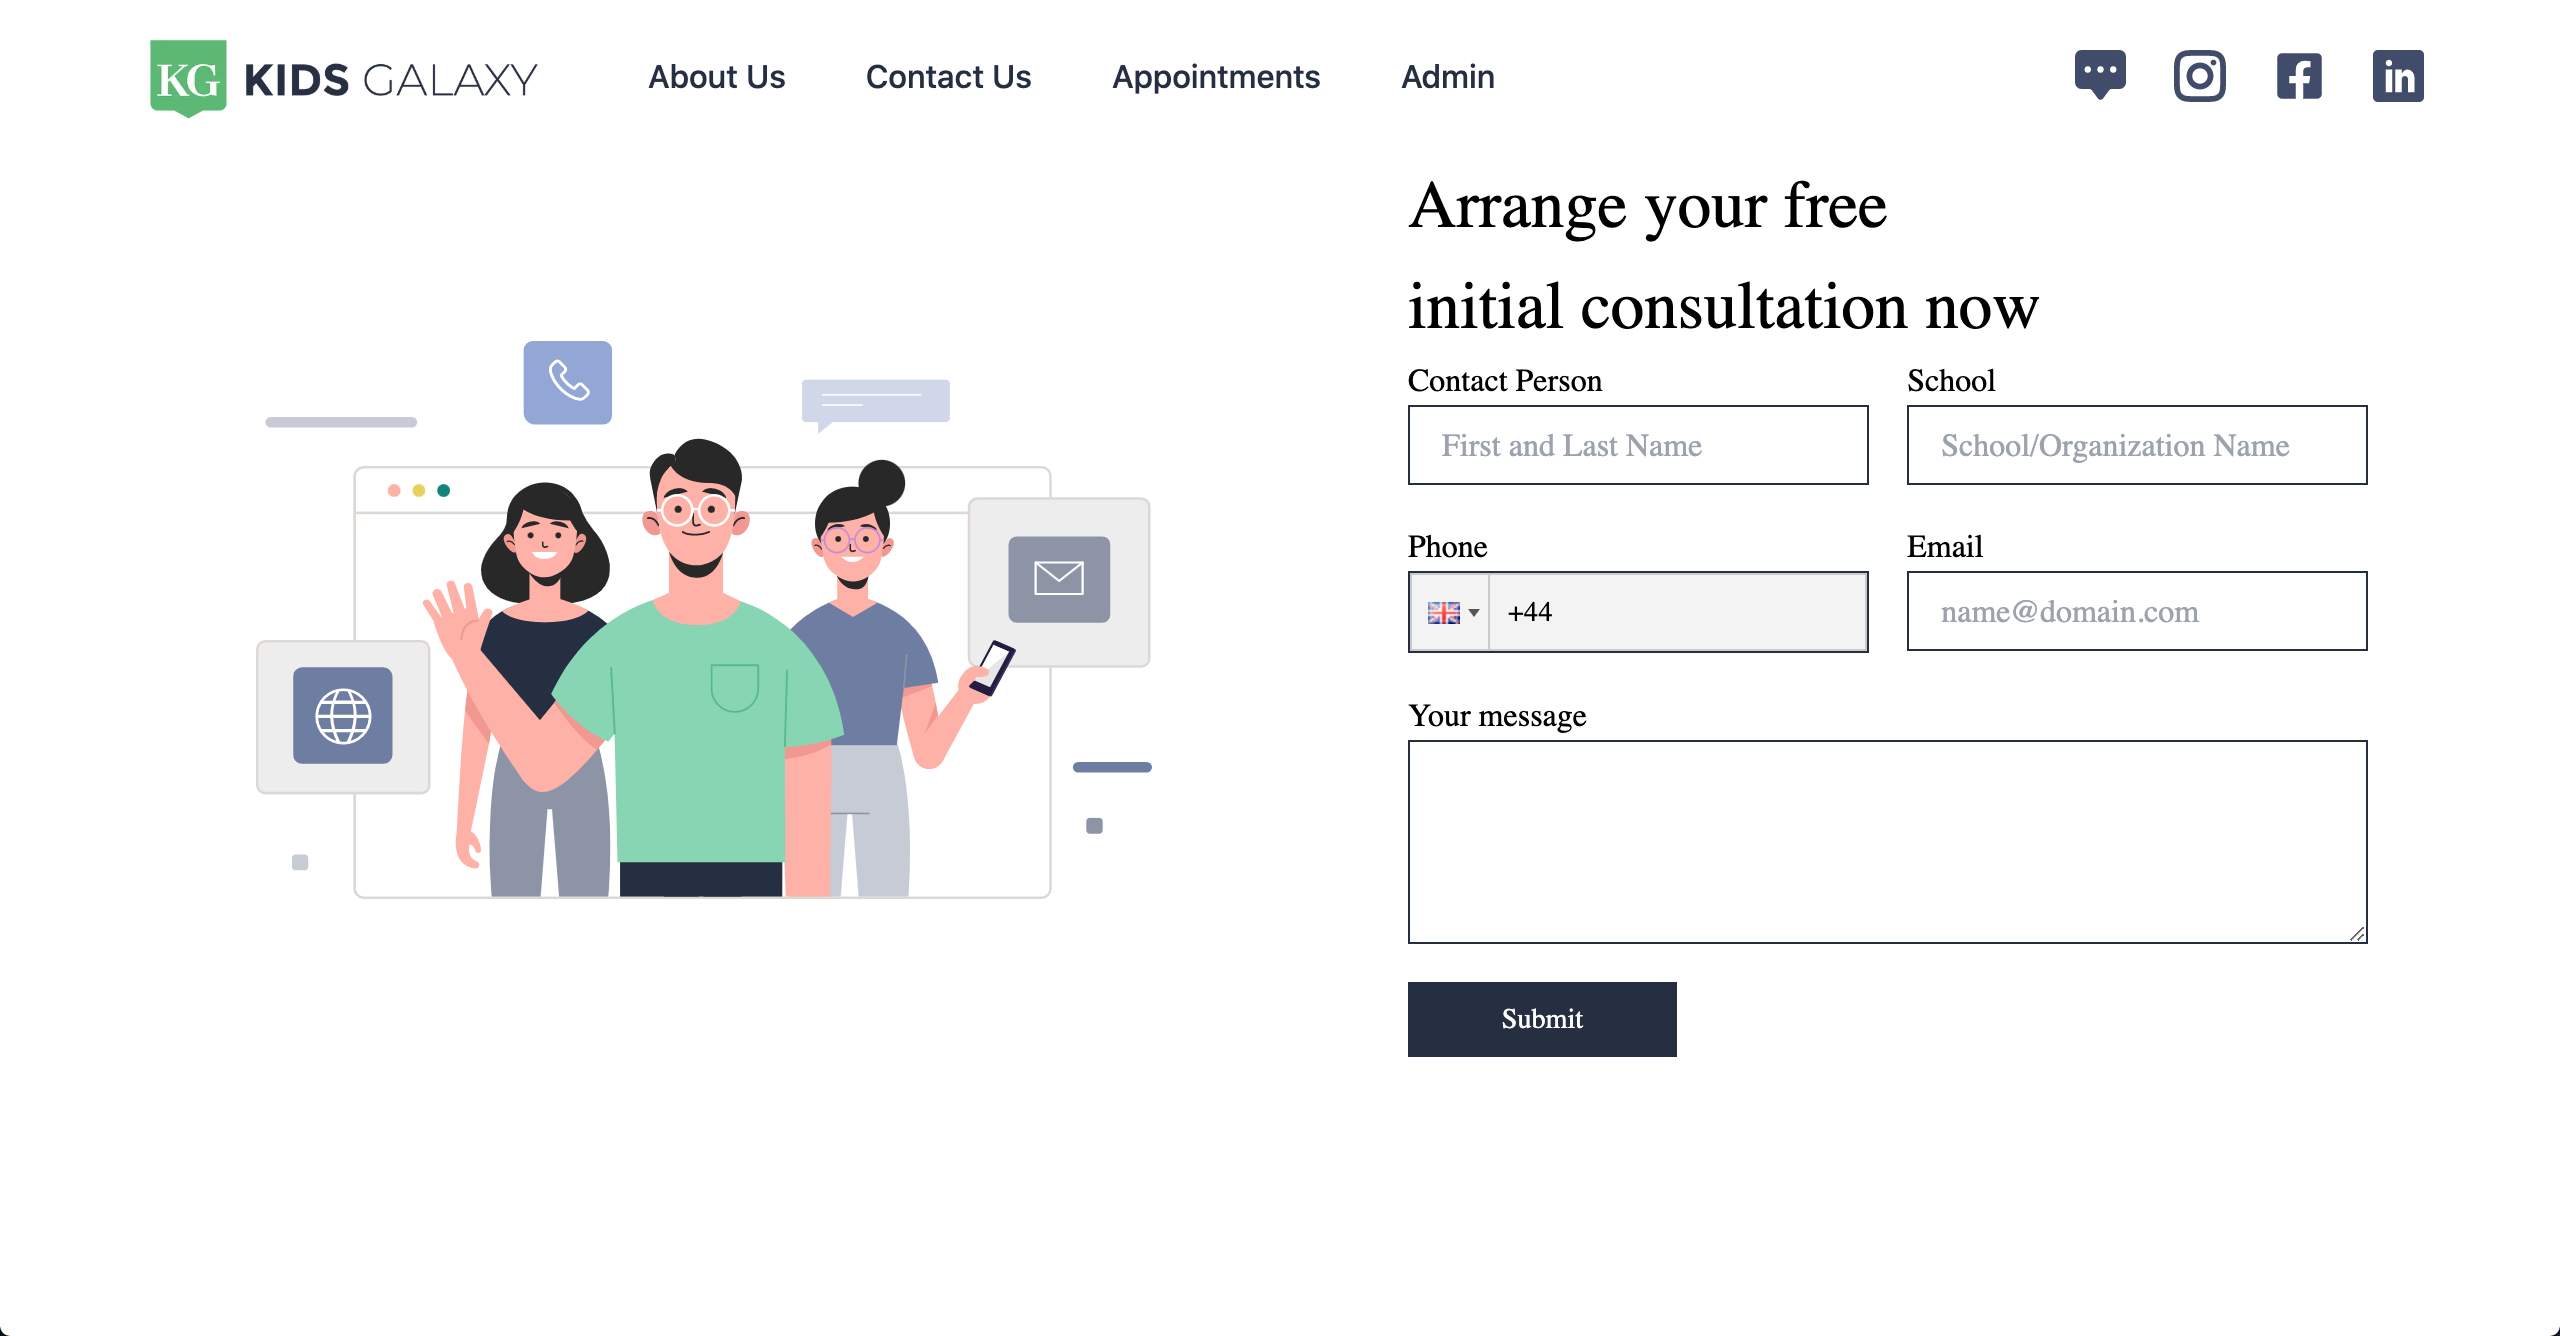 KG KIDS GALAXY
About Us
Contact Us
Appointments
Admin
in
Arrange your free
initial consultation now
Contact Person
School
First and Last Name
School/Organization Name
Phone
Email
+44
name@domain.com
Your message
Submit